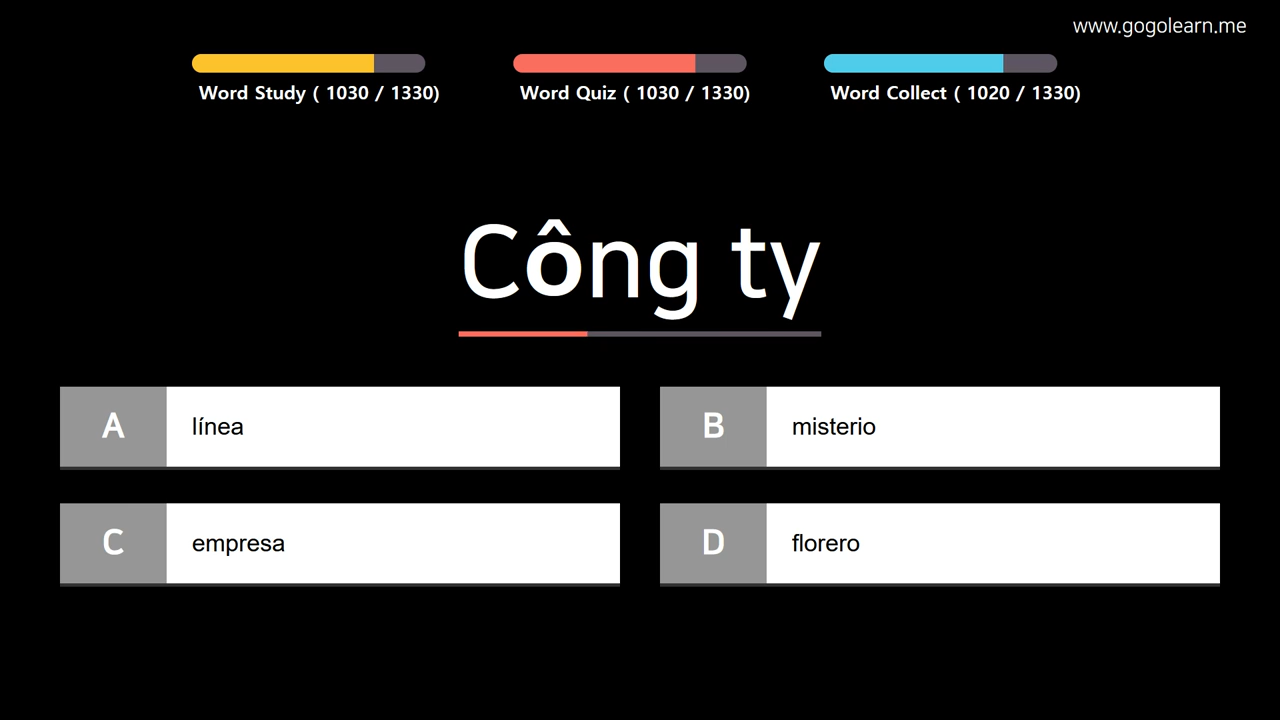 www.gogolearn.me
Word Study ( 1030 / 1330)
Word Quiz ( 1030 / 1330)
Word Collect ( 1020 / 1330)
Công ty
A
línea
B
misterio
C
empresa
D
florero